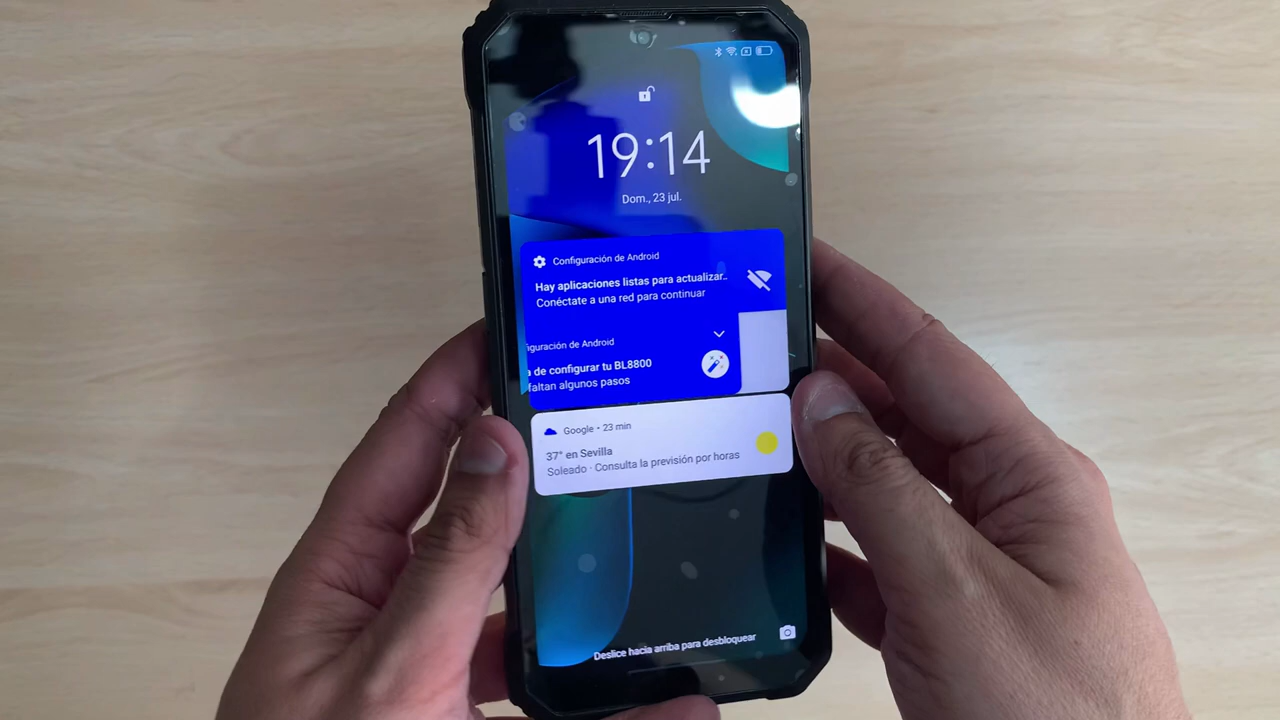 19:14
Dom., 23 jul.
Configuración de Android
Hay aplicaciones listas para actualizar..
Conéctate a una red para continuar
iguración de Android
a de configurar tu BL8800
faltan algunos pasos
Google • 23 min
37° en Sevilla
Soleado · Consulta la previsión por horas
Deslice hacia arriba para desbloquear